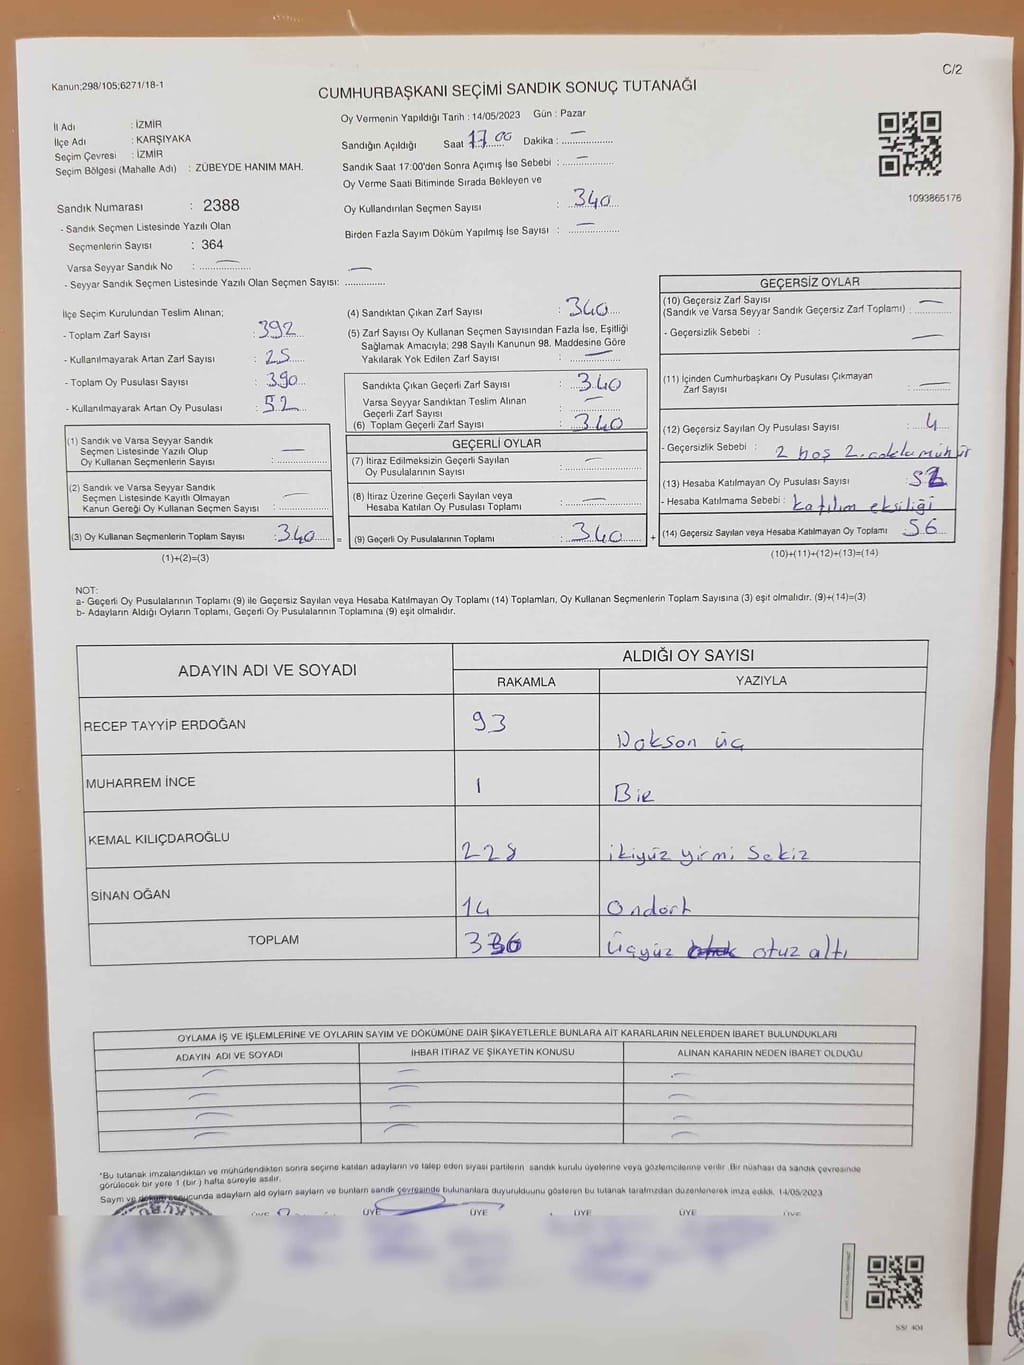 C/2
Kanun;298/105;6271/18-1
CUMHURBAŞKANI SEÇİMİ SANDIK SONUÇ TUTANAĞI
İl Adı : İZMİR
İlçe Adı : KARŞIYAKA
Seçim Çevresi : İZMİR
Seçim Bölgesi (Mahalle Adı) : ZÜBEYDE HANIM MAH.
Sandık Numarası : 2388
- Sandık Seçmen Listesinde Yazılı Olan
Seçmenlerin Sayısı : 364
Varsa Seyyar Sandık No : —
- Seyyar Sandık Seçmen Listesinde Yazılı Olan Seçmen Sayısı: —
Oy Vermenin Yapıldığı Tarih : 14/05/2023 Gün : Pazar
Sandığın Açıldığı Saat 17.00 Dakika : —
Sandık Saat 17:00'den Sonra Açımış İse Sebebi : —
Oy Verme Saati Bitiminde Sırada Bekleyen ve
Oy Kullandırılan Seçmen Sayısı : 340
Birden Fazla Sayım Döküm Yapılmış İse Sayısı : —
1093865176
İlçe Seçim Kurulundan Teslim Alınan;
- Toplam Zarf Sayısı : 392
- Kullanılmayarak Artan Zarf Sayısı : 25
- Toplam Oy Pusulası Sayısı : 390
- Kullanılmayarak Artan Oy Pusulası : 52
(1) Sandık ve Varsa Seyyar Sandık
Seçmen Listesinde Yazılı Olup
Oy Kullanan Seçmenlerin Sayısı : —
(2) Sandık ve Varsa Seyyar Sandık
Seçmen Listesinde Kayıtlı Olmayan
Kanun Gereği Oy Kullanan Seçmen Sayısı : —
(3) Oy Kullanan Seçmenlerin Toplam Sayısı : 340 =
(1)+(2)=(3)
(4) Sandıktan Çıkan Zarf Sayısı : 340
(5) Zarf Sayısı Oy Kullanan Seçmen Sayısından Fazla İse, Eşitliği
Sağlamak Amacıyla; 298 Sayılı Kanunun 98. Maddesine Göre
Yakılarak Yok Edilen Zarf Sayısı : —
Sandıkta Çıkan Geçerli Zarf Sayısı : 340
Varsa Seyyar Sandıktan Teslim Alınan
Geçerli Zarf Sayısı : —
(6) Toplam Geçerli Zarf Sayısı : 340
GEÇERLİ OYLAR
(7) İtiraz Edilmeksizin Geçerli Sayılan
Oy Pusulalarının Sayısı : —
(8) İtiraz Üzerine Geçerli Sayılan veya
Hesaba Katılan Oy Pusulası Toplamı : —
(9) Geçerli Oy Pusulalarının Toplamı : 340 +
GEÇERSİZ OYLAR
(10) Geçersiz Zarf Sayısı
(Sandık ve Varsa Seyyar Sandık Geçersiz Zarf Toplamı) : —
- Geçersizlik Sebebi : —
(11) İçinden Cumhurbaşkanı Oy Pusulası Çıkmayan
Zarf Sayısı : —
(12) Geçersiz Sayılan Oy Pusulası Sayısı : 4
- Geçersizlik Sebebi : 2 boş 2. çokla mühür
(13) Hesaba Katılmayan Oy Pusulası Sayısı : 52
- Hesaba Katılmama Sebebi : Katılım eksiliği
(14) Geçersiz Sayılan veya Hesaba Katılmayan Oy Toplamı 56
(10)+(11)+(12)+(13)=(14)
NOT:
a- Geçerli Oy Pusulalarının Toplamı (9) ile Geçersiz Sayılan veya Hesaba Katılmayan Oy Toplamı (14) Toplamları, Oy Kullanan Seçmenlerin Toplam Sayısına (3) eşit olmalıdır. (9)+(14)=(3)
b- Adayların Aldığı Oyların Toplamı, Geçerli Oy Pusulalarının Toplamına (9) eşit olmalıdır.
ADAYIN ADI VE SOYADI ALDIĞI OY SAYISI
RAKAMLA YAZIYLA
RECEP TAYYİP ERDOĞAN 93 Dokson üç
MUHARREM İNCE 1 Bir
KEMAL KILIÇDAROĞLU 228 ikiyüz yirmi Sekiz
SİNAN OĞAN 14 Ondört
TOPLAM 336 Üçyüz otuz altı
OYLAMA İŞ VE İŞLEMLERİNE VE OYLARIN SAYIM VE DÖKÜMÜNE DAİR ŞİKAYETLERLE BUNLARA AİT KARARLARIN NELERDEN İBARET BULUNDUKLARI
ADAYIN ADI VE SOYADI İHBAR İTİRAZ VE ŞİKAYETİN KONUSU ALINAN KARARIN NEDEN İBARET OLDUĞU
*Bu tutanak imzalandıktan ve mühürlendikten sonra seçime katılan adayların ve talep eden siyasi partilerin sandık kurulu üyelerine veya gözlemcilerine verilir. Bir nüshası da sandık çevresinde
görülecek bir yere 1 (bir) hafta süreyle asılır.
Sayım ve döküm sonucunda adayların ald oyların sayları ve bunların sandık çevresinde bulunanlara duyurulduunu gösteren bu tutanak tarafmzdan düzenlenerek imza edildi. 14/05/2023
ÜYE ÜYE ÜYE ÜYE ÜYE ÜYE